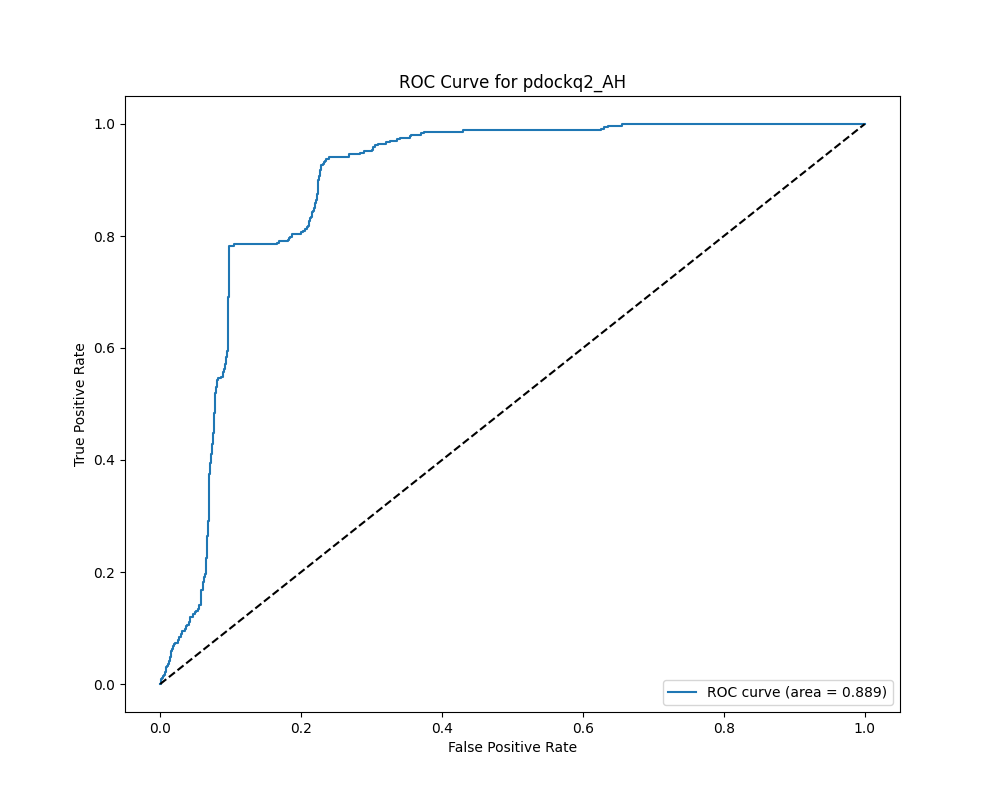 ROC Curve for pdockq2_AH
1.0
0.8
0.6
0.4
0.2
0.0
True Positive Rate
0.0 0.2 0.4 0.6 0.8 1.0
False Positive Rate
ROC curve (area = 0.889)